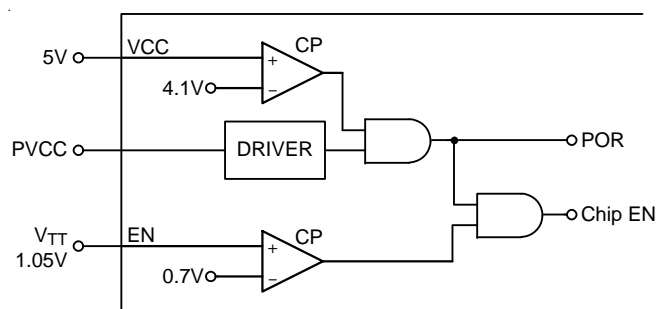 5V
VCC
CP
4.1V
PVCC
DRIVER
POR
Chip EN
VTT
1.05V
EN
CP
0.7V